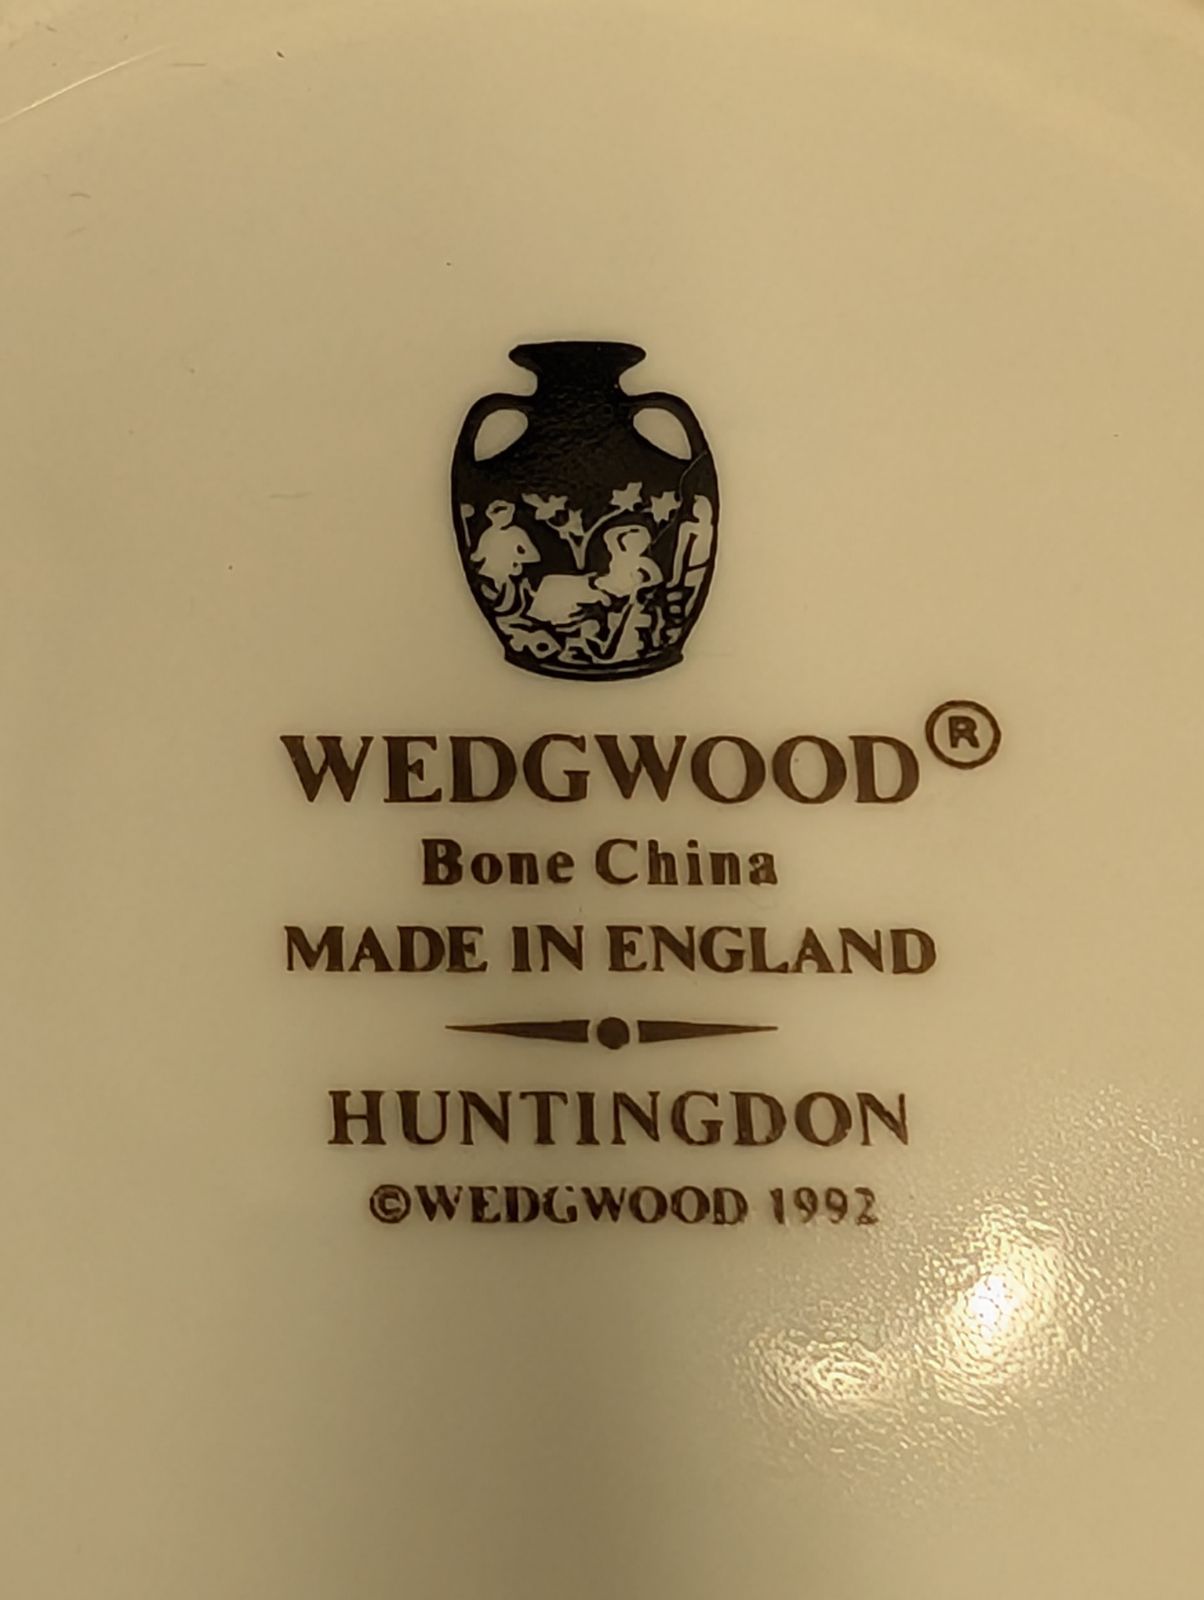 WEDGWOOD®
Bone China
MADE IN ENGLAND
HUNTINGDON
©WEDGWOOD 1992